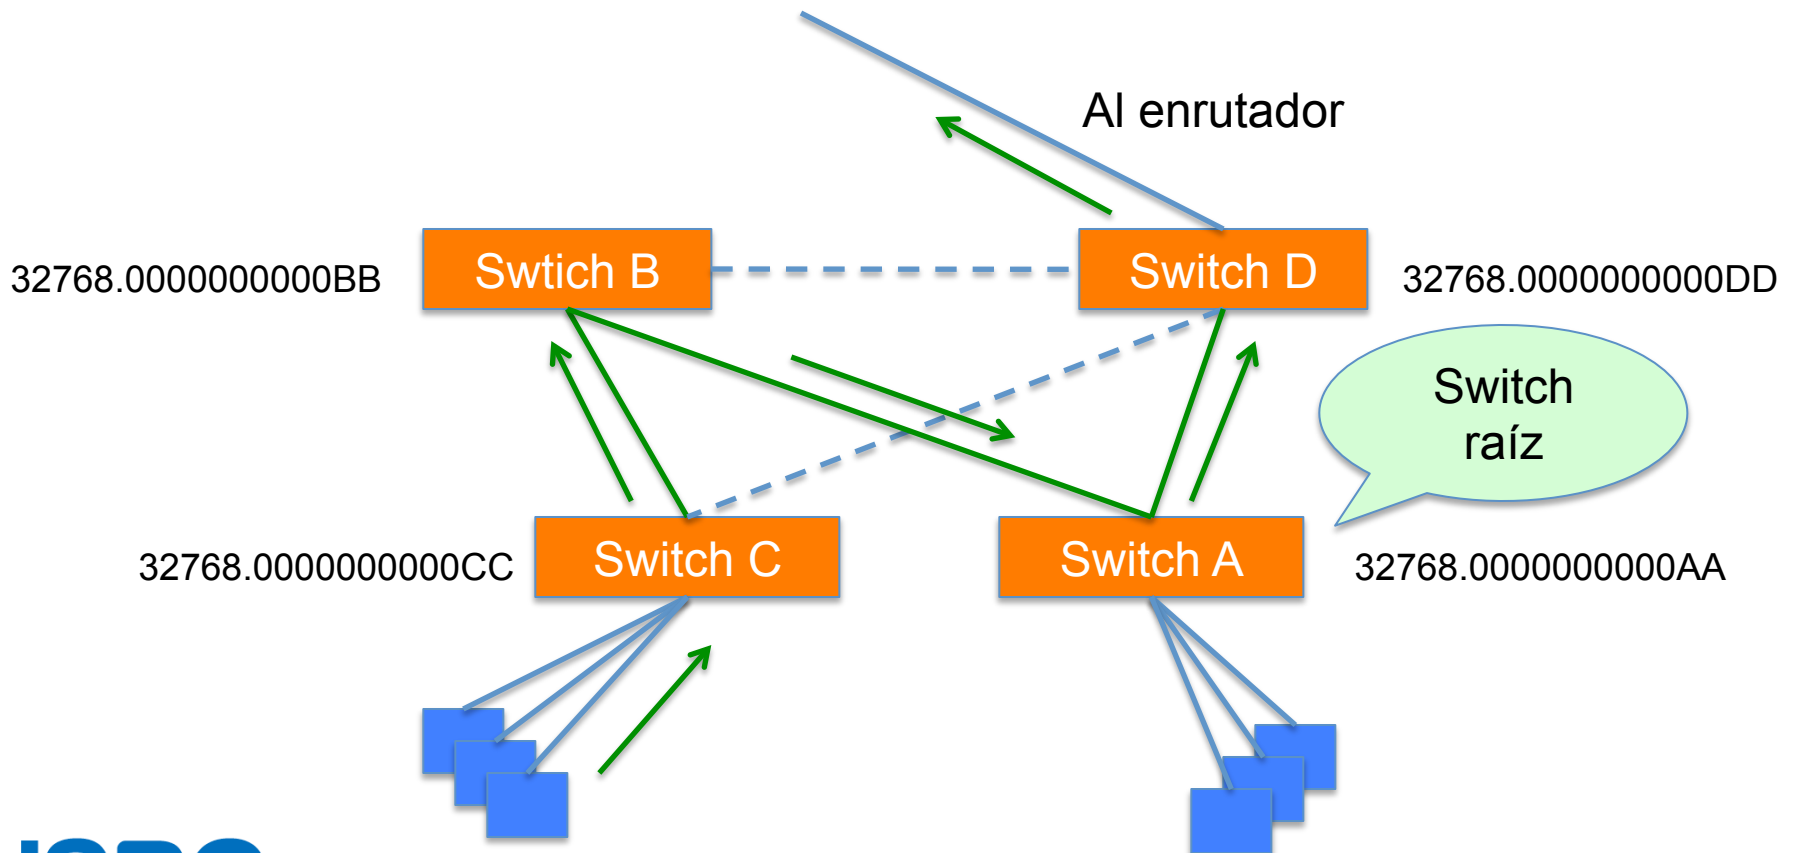 Al enrutador
Swtich B
Switch D
32768.0000000000BB
32768.0000000000DD
Switch
raíz
Switch C
Switch A
32768.0000000000CC
32768.0000000000AA